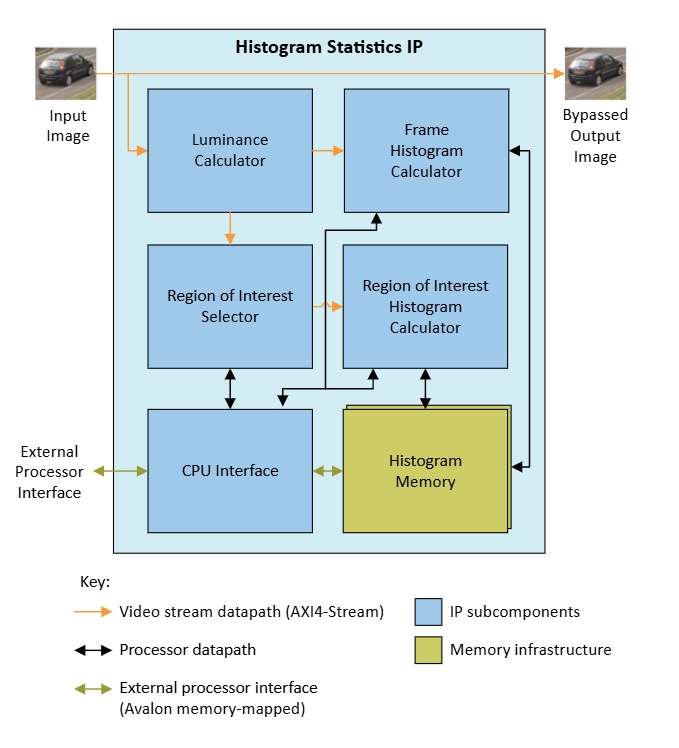 Histogram Statistics IP
Input
Image
Bypassed
Output
Image
Luminance
Calculator
Frame
Histogram
Calculator
Region of Interest
Selector
Region of Interest
Histogram
Calculator
External
Processor
Interface
CPU Interface
Histogram
Memory
Key:
Video stream datapath (AXI4-Stream)
IP subcomponents
Processor datapath
Memory infrastructure
External processor interface
(Avalon memory-mapped)